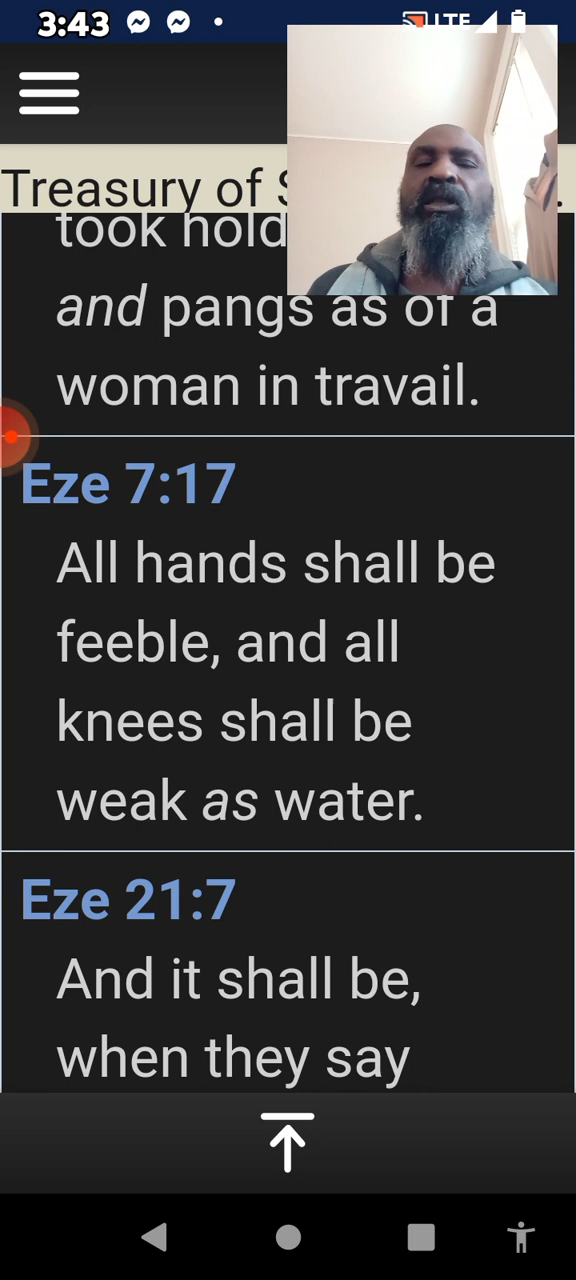 3:43
LTE
Treasury of
took hold
and pangs as of a
woman in travail.
Eze 7:17
All hands shall be
feeble, and all
knees shall be
weak as water.
Eze 21:7
And it shall be,
when they say